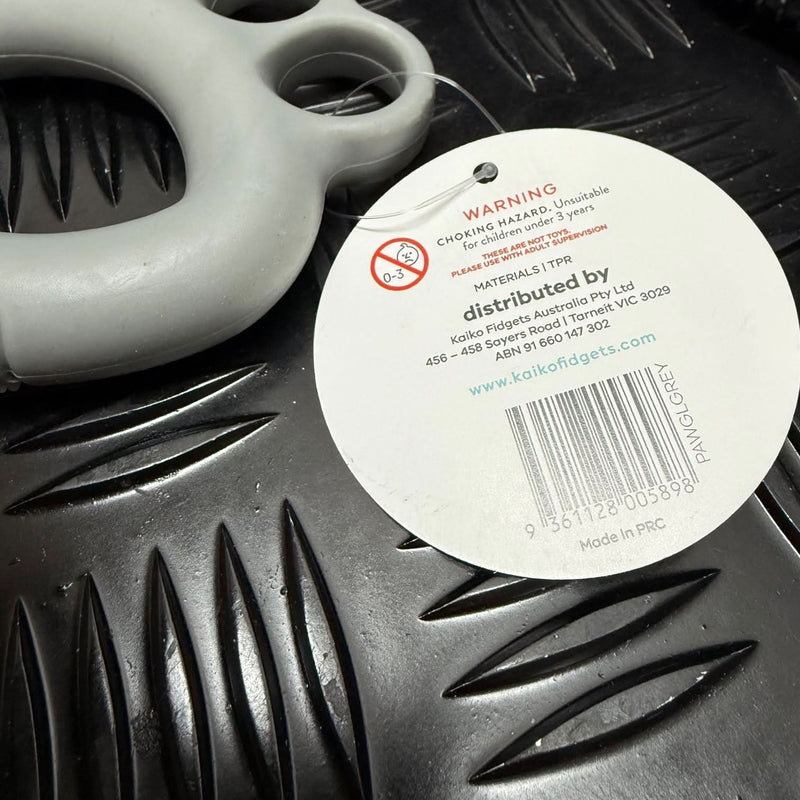 WARNING
CHOKING HAZARD. Unsuitable
for children under 3 years
0-3
THESE ARE NOT TOYS.
PLEASE USE WITH ADULT SUPERVISION
MATERIALS | TPR
distributed by
Kaiko Fidgets Australia Pty Ltd
456 – 458 Sayers Road | Tarneit VIC 3029
ABN 91 660 147 302
www.kaikofidgets.com
PAWGLGREY
9 361128 005898
Made In PRC